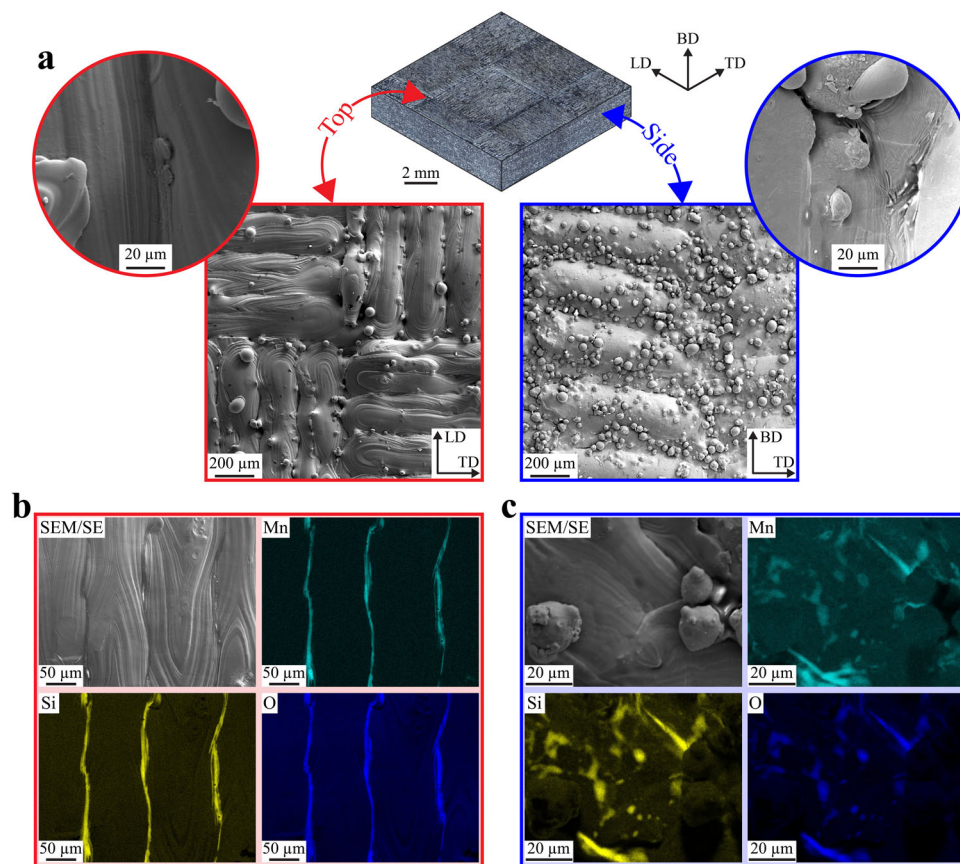 a
BD
LD
TD
Top
Side
2 mm
20 µm
20 µm
200 µm
LD
TD
200 µm
BD
TD
b
SEM/SE
Mn
50 µm
50 µm
Si
O
50 µm
50 µm
c
SEM/SE
Mn
20 µm
20 µm
Si
O
20 µm
20 µm